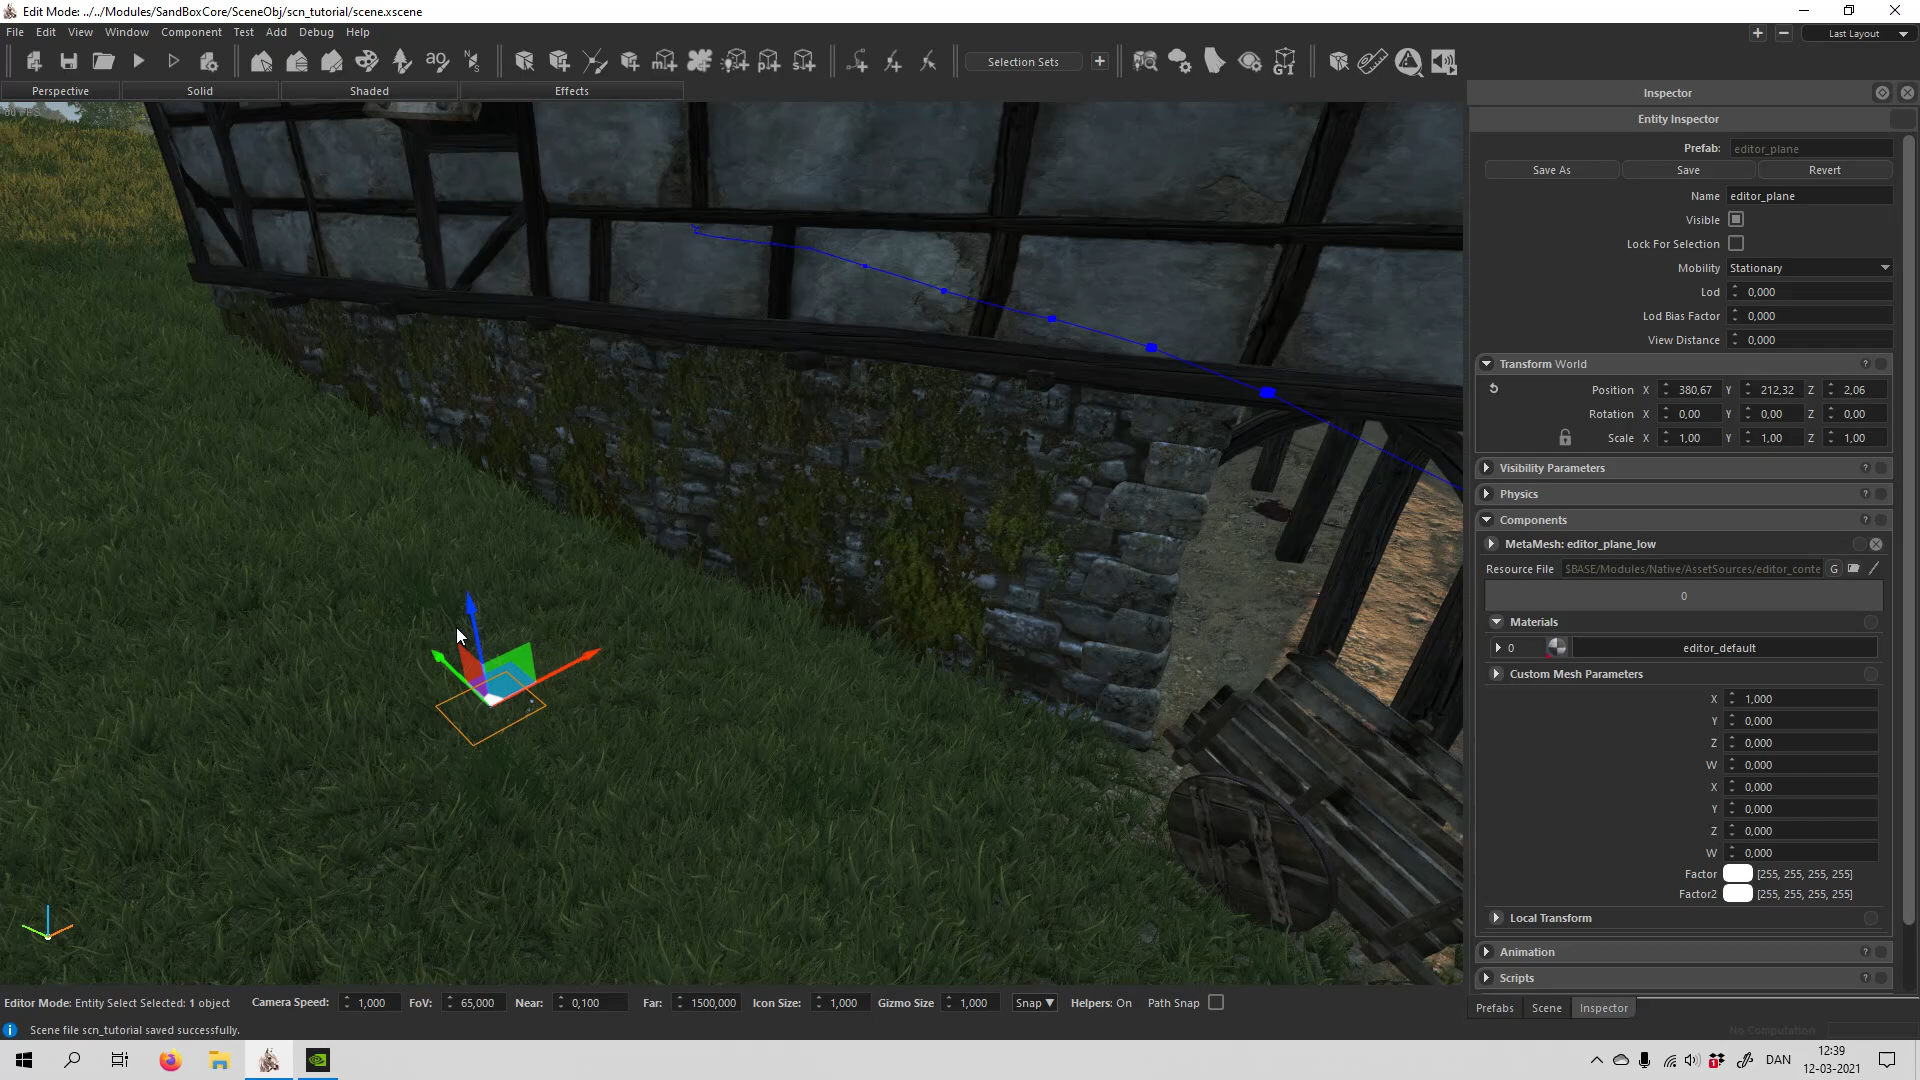 Edit Mode: ../../Modules/SandBoxCore/SceneObj/scn_tutorial/scene.xscene
File Edit View Window Component Test Add Debug Help
Last Layout
Selection Sets
Perspective Solid Shaded Effects
Inspector
Entity Inspector
Prefab: editor_plane
Save As Save Revert
Name editor_plane
Visible
Lock For Selection
Mobility Stationary
Lod 0,000
Lod Bias Factor 0,000
View Distance 0,000
Transform World
Position X 380,67 Y 212,32 Z 2,06
Rotation X 0,00 Y 0,00 Z 0,00
Scale X 1,00 Y 1,00 Z 1,00
Visibility Parameters
Physics
Components
MetaMesh: editor_plane_low
Resource File $BASE/Modules/Native/AssetSources/editor_conte G
0
Materials
0 editor_default
Custom Mesh Parameters
X 1,000
Y 0,000
Z 0,000
W 0,000
X 0,000
Y 0,000
Z 0,000
W 0,000
Factor [255, 255, 255, 255]
Factor2 [255, 255, 255, 255]
Local Transform
Animation
Scripts
Editor Mode: Entity Select Selected: 1 object Camera Speed: 1,000 FoV: 65,000 Near: 0,100 Far: 1500,000 Icon Size: 1,000 Gizmo Size 1,000 Snap Helpers: On Path Snap
Prefabs Scene Inspector
Scene file scn_tutorial saved successfully.
No Computation
DAN
12:39
12-03-2021